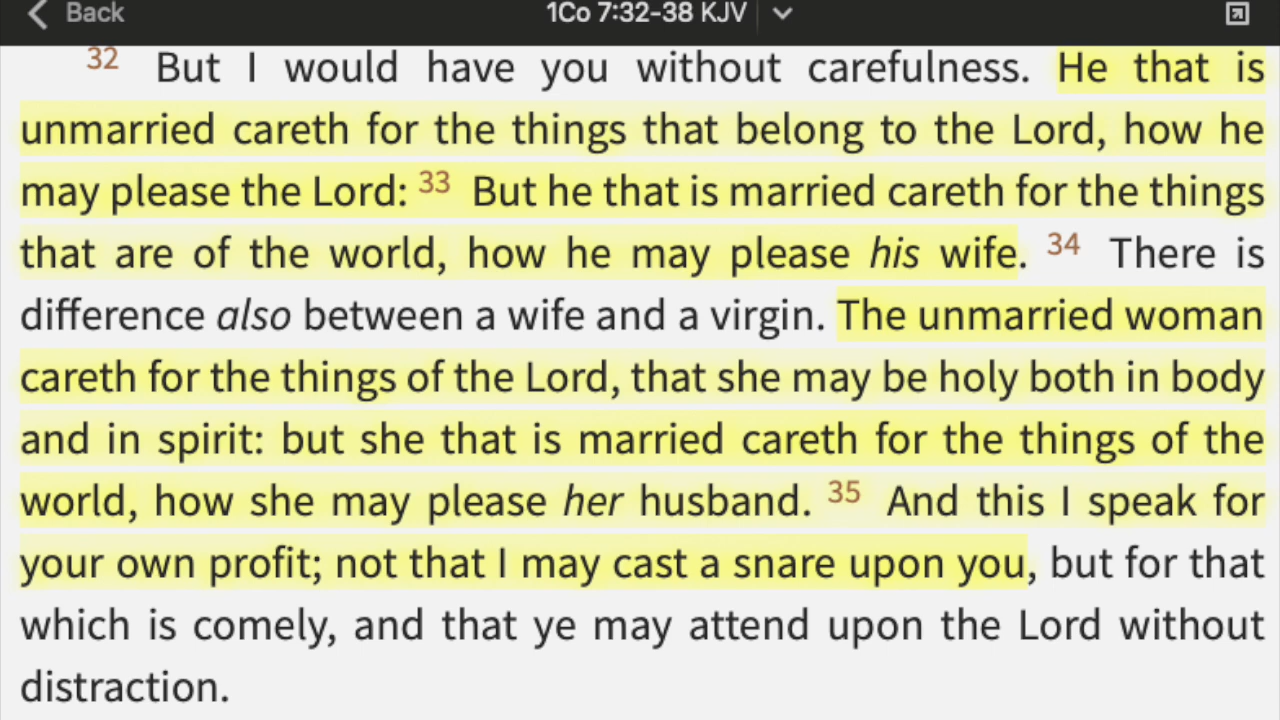 Back 1Co 7:32-38 KJV
32 But I would have you without carefulness. He that is
unmarried careth for the things that belong to the Lord, how he
may please the Lord: 33 But he that is married careth for the things
that are of the world, how he may please his wife. 34 There is
difference also between a wife and a virgin. The unmarried woman
careth for the things of the Lord, that she may be holy both in body
and in spirit: but she that is married careth for the things of the
world, how she may please her husband. 35 And this I speak for
your own profit; not that I may cast a snare upon you, but for that
which is comely, and that ye may attend upon the Lord without
distraction.